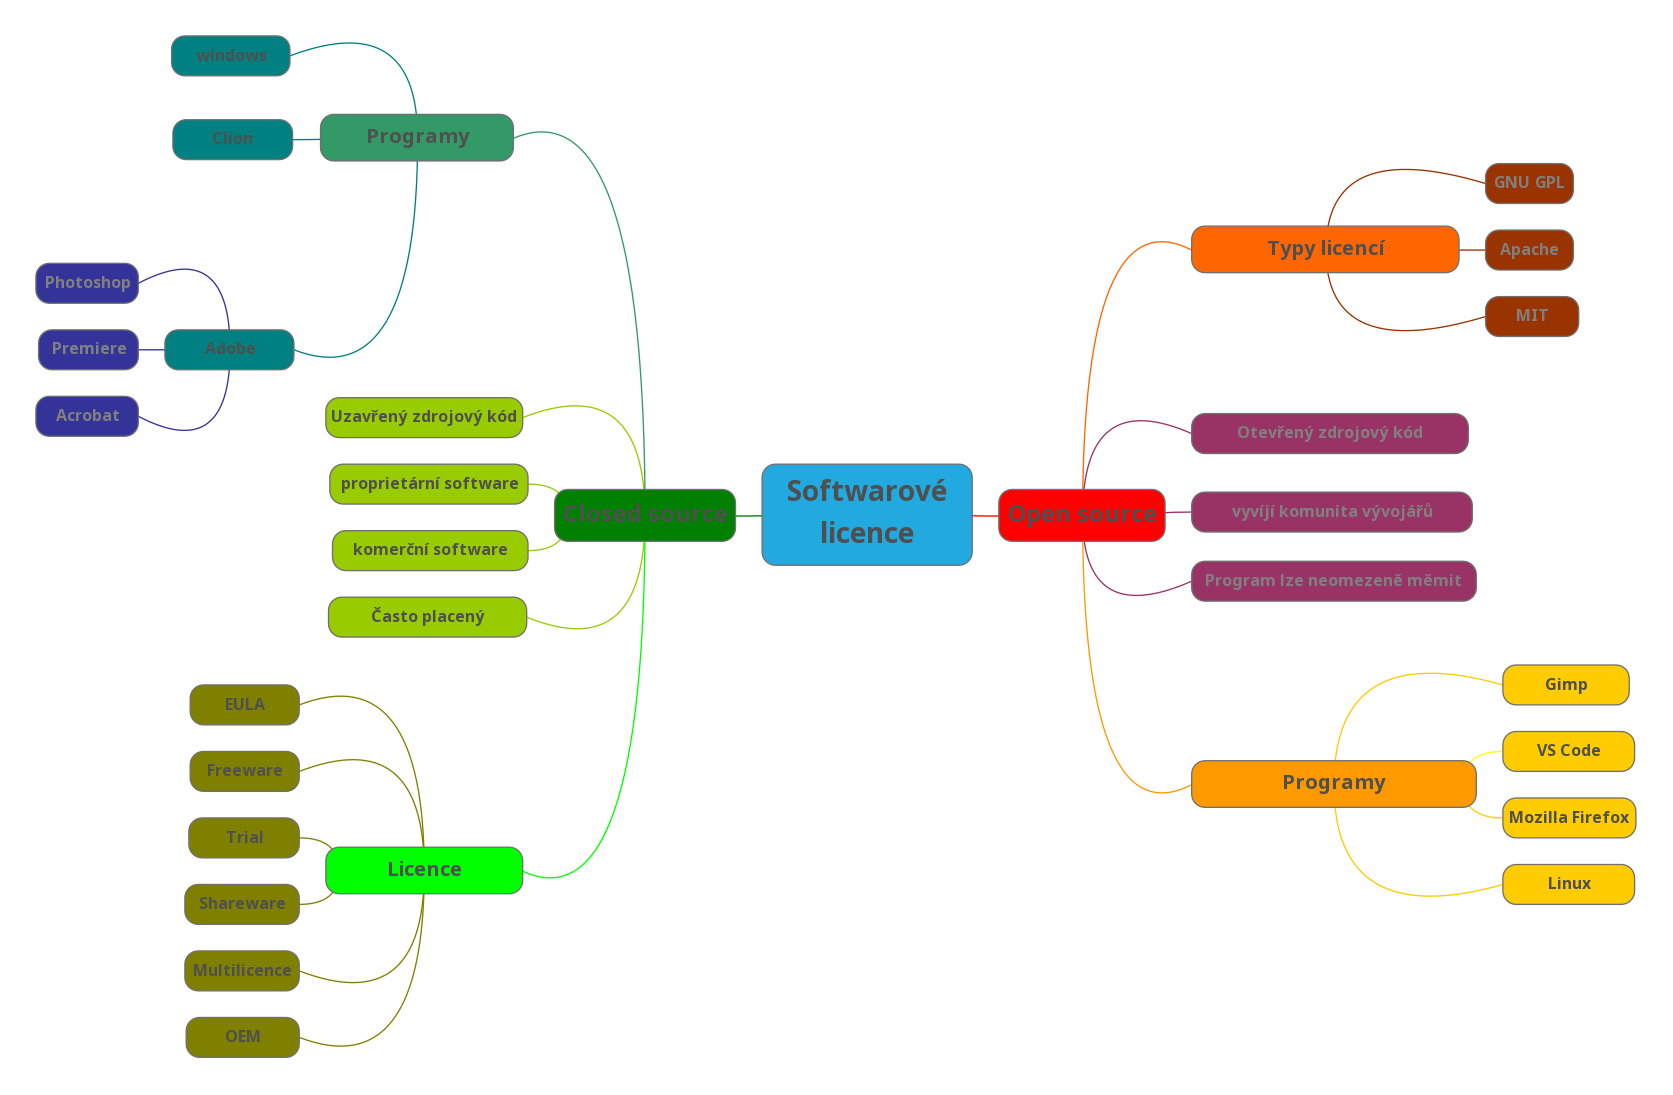 Softwarové
licence
Closed source
Programy
windows
Clion
Adobe
Photoshop
Premiere
Acrobat
Uzavřený zdrojový kód
proprietární software
komerční software
Často placený
Licence
EULA
Freeware
Trial
Shareware
Multilicence
OEM
Open source
Typy licencí
GNU GPL
Apache
MIT
Otevřený zdrojový kód
vyvíjí komunita vývojářů
Program lze neomezeně měmit
Programy
Gimp
VS Code
Mozilla Firefox
Linux